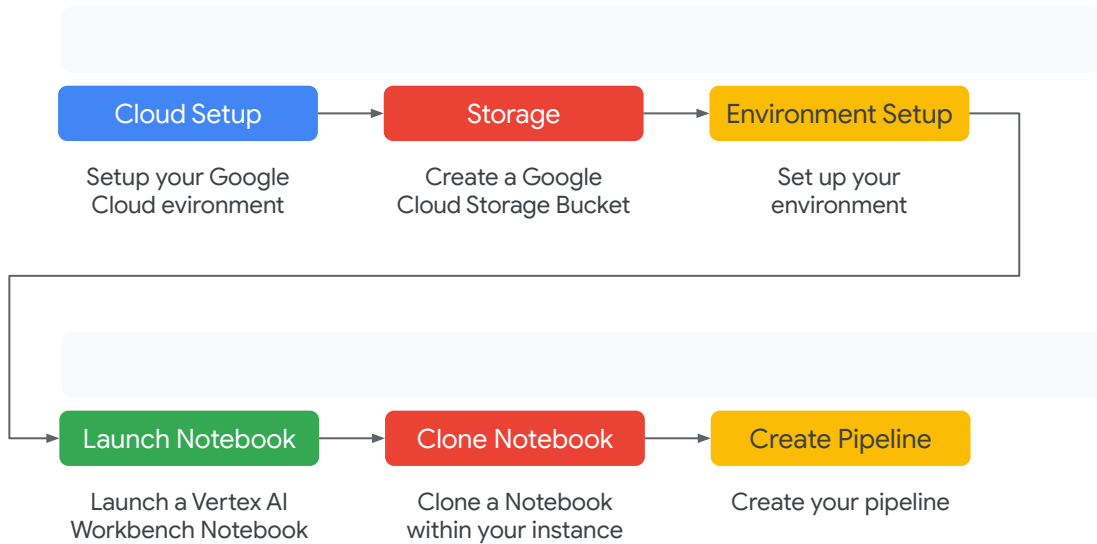 Cloud Setup
Storage
Environment Setup
Setup your Google
Cloud evironment
Create a Google
Cloud Storage Bucket
Set up your
environment
Launch Notebook
Clone Notebook
Create Pipeline
Launch a Vertex AI
Workbench Notebook
Clone a Notebook
within your instance
Create your pipeline